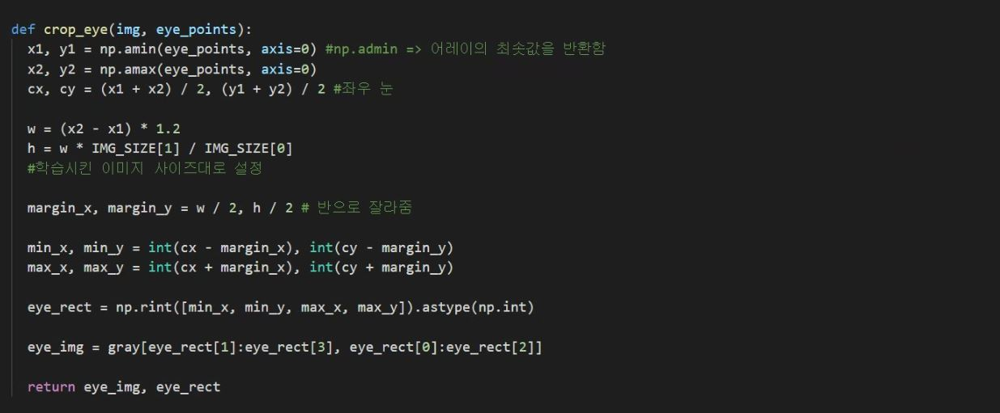 def crop_eye(img, eye_points):
x1, y1 = np.amin(eye_points, axis=0) #np.admin => 어레이의 최솟값을 반환함
x2, y2 = np.amax(eye_points, axis=0)
cx, cy = (x1 + x2) / 2, (y1 + y2) / 2 #좌우 눈
w = (x2 - x1) * 1.2
h = w * IMG_SIZE[1] / IMG_SIZE[0]
#학습시킨 이미지 사이즈대로 설정
margin_x, margin_y = w / 2, h / 2 # 반으로 잘라줌
min_x, min_y = int(cx - margin_x), int(cy - margin_y)
max_x, max_y = int(cx + margin_x), int(cy + margin_y)
eye_rect = np.rint([min_x, min_y, max_x, max_y]).astype(np.int)
eye_img = gray[eye_rect[1]:eye_rect[3], eye_rect[0]:eye_rect[2]]
return eye_img, eye_rect